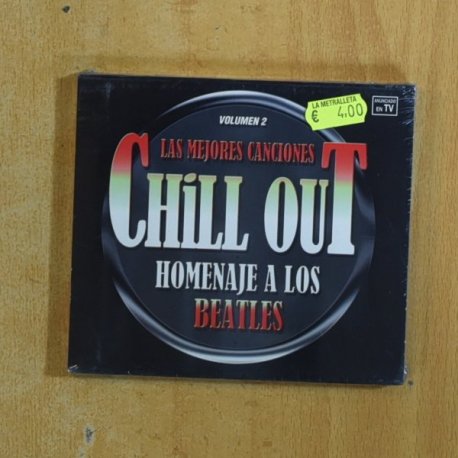 LA METRALLETA
€ 4,00
ANUNCIADO
EN TV
VOLUMEN 2
LAS MEJORES CANCIONES
CHiLL OUT
HOMENAJE A LOS
BEATLES